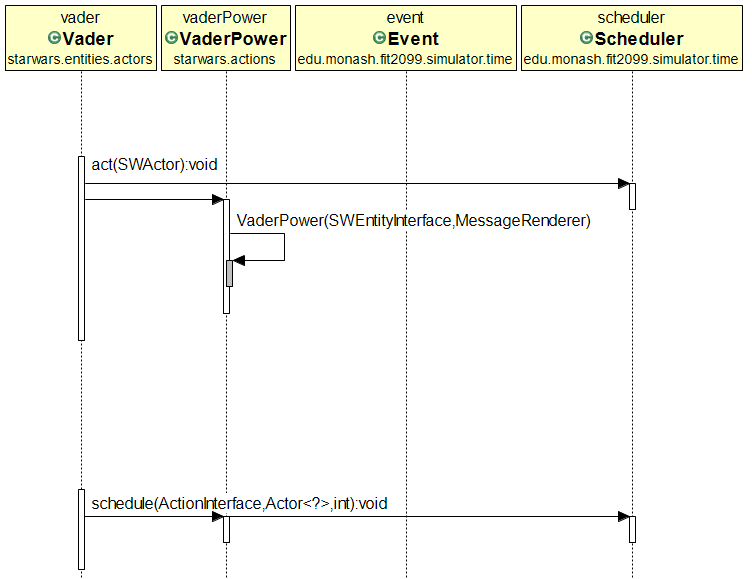 vader
Vader
starwars.entities.actors
vaderPower
VaderPower
starwars.actions
event
Event
edu.monash.fit2099.simulator.time
scheduler
Scheduler
edu.monash.fit2099.simulator.time
act(SWActor):void
VaderPower(SWEntityInterface,MessageRenderer)
schedule(ActionInterface,Actor<?>,int):void